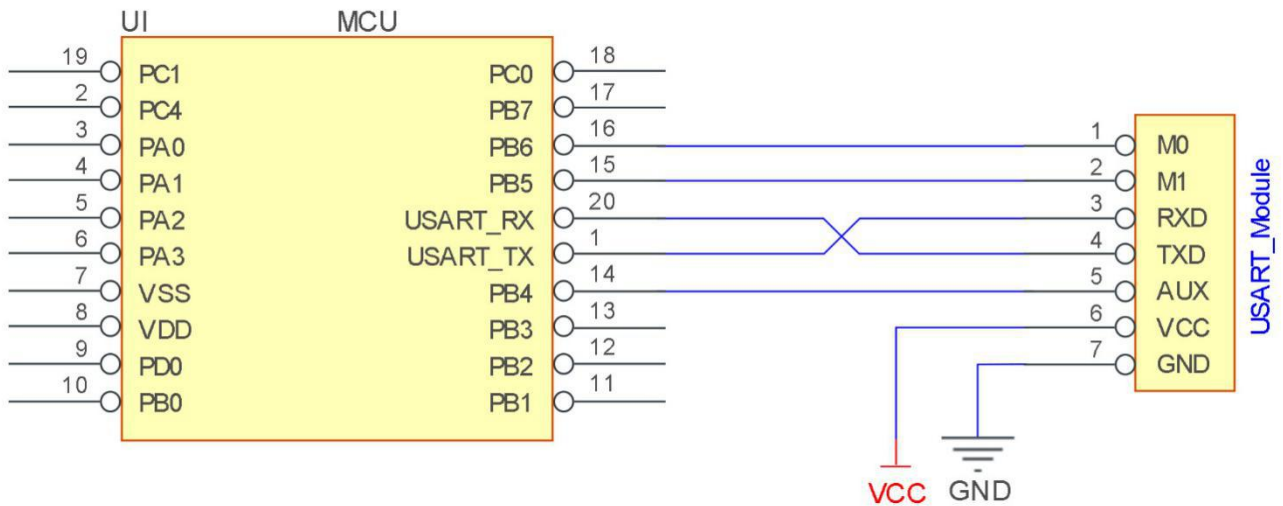 UI MCU
19 PC1
2 PC4
3 PA0
4 PA1
5 PA2
6 PA3
7 VSS
8 VDD
9 PD0
10 PB0
PC0 18
PB7 17
PB6 16
PB5 15
USART_RX 20
USART_TX 1
PB4 14
PB3 13
PB2 12
PB1 11
1 M0
2 M1
3 RXD
4 TXD
5 AUX
6 VCC
7 GND
USART_Module
VCC GND